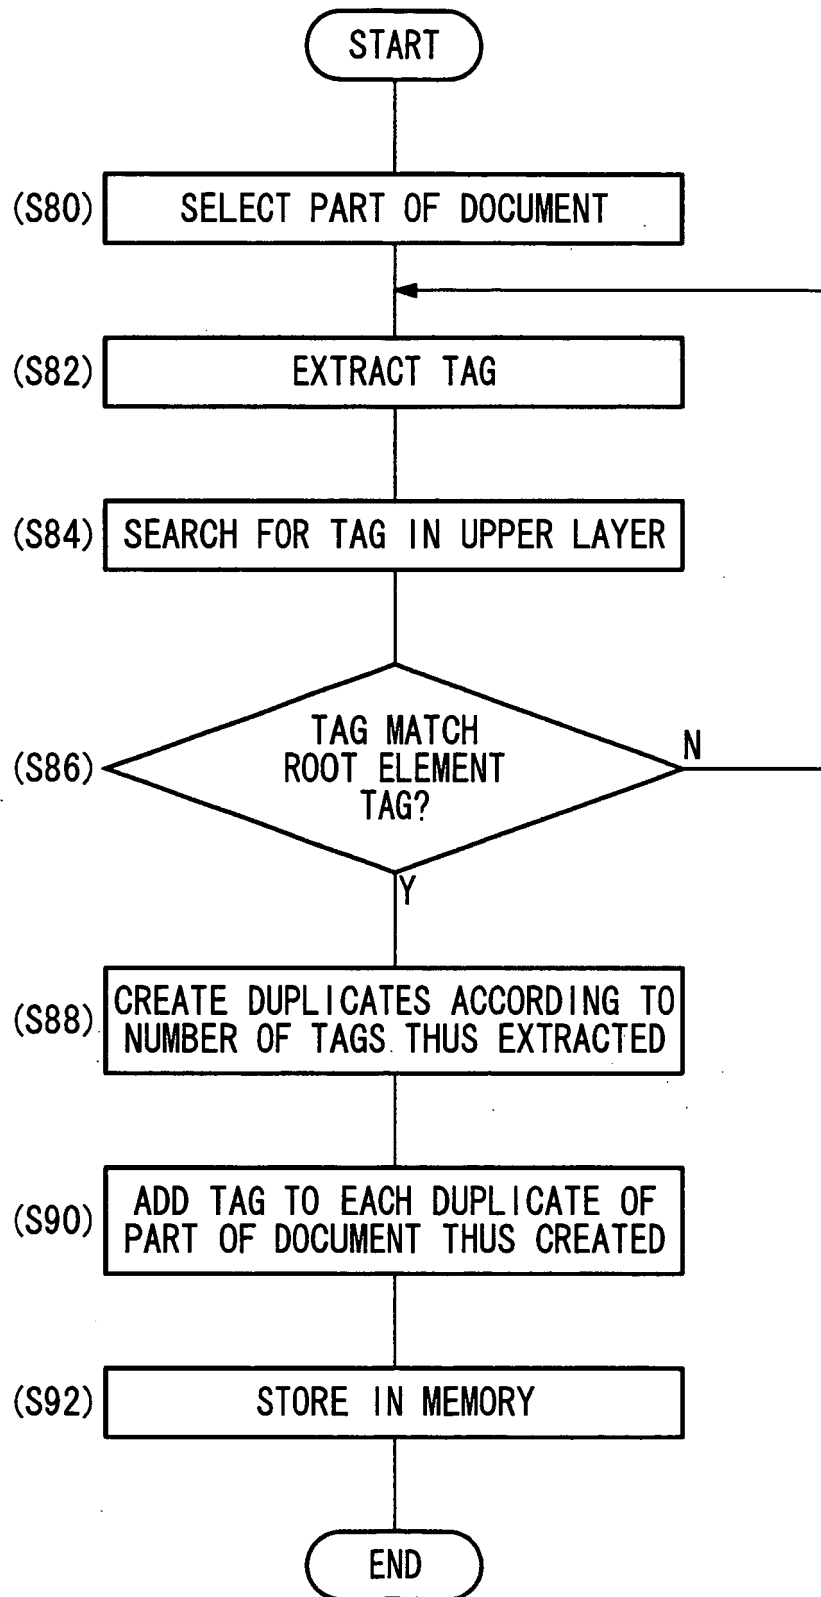 START
(S80) SELECT PART OF DOCUMENT
(S82) EXTRACT TAG
(S84) SEARCH FOR TAG IN UPPER LAYER
TAG MATCH
(S86) ROOT ELEMENT N
TAG?
Y
(S88) CREATE DUPLICATES ACCORDING TO
NUMBER OF TAGS THUS EXTRACTED
(S90) ADD TAG TO EACH DUPLICATE OF
PART OF DOCUMENT THUS CREATED
(S92) STORE IN MEMORY
END